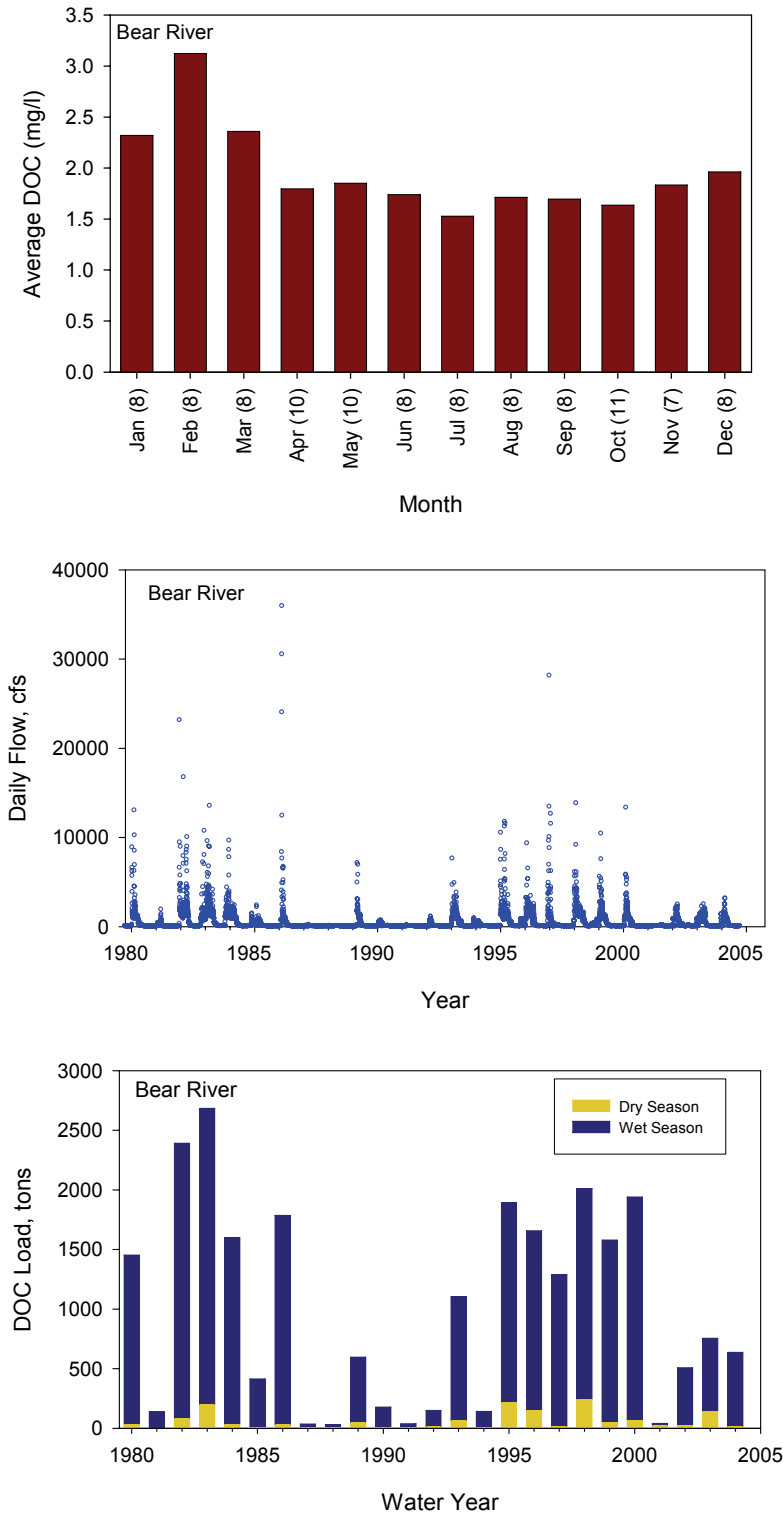 Bear River
3.5
3.0
2.5
2.0
1.5
1.0
0.5
0.0
Average DOC (mg/l)
Jan (8)
Feb (8)
Mar (8)
Apr (10)
May (10)
Jun (8)
Jul (8)
Aug (8)
Sep (8)
Oct (11)
Nov (7)
Dec (8)
Month
Bear River
40000
30000
20000
10000
0
Daily Flow, cfs
1980 1985 1990 1995 2000 2005
Year
Bear River
3000
2500
2000
1500
1000
500
0
DOC Load, tons
Dry Season
Wet Season
1980 1985 1990 1995 2000 2005
Water Year